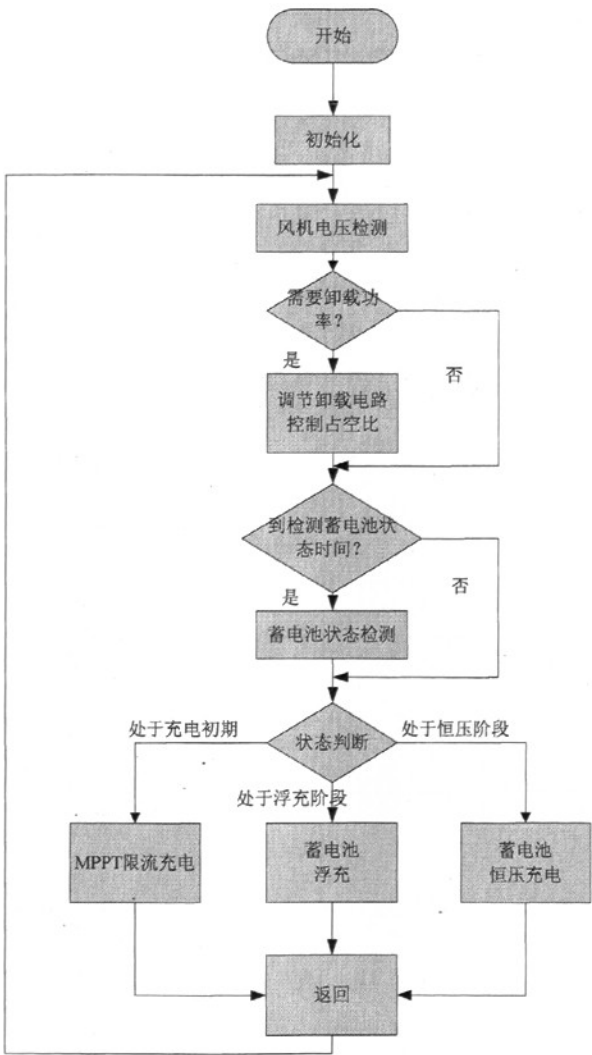 开始
初始化
风机电压检测
需要卸载功
率?
是
否
调节卸载电路
控制占空比
到检测蓄电池状
态时间?
是
否
蓄电池状态检测
处于充电初期
状态判断
处于恒压阶段
处于浮充阶段
MPPT限流充电
蓄电池
浮充
蓄电池
恒压充电
返回